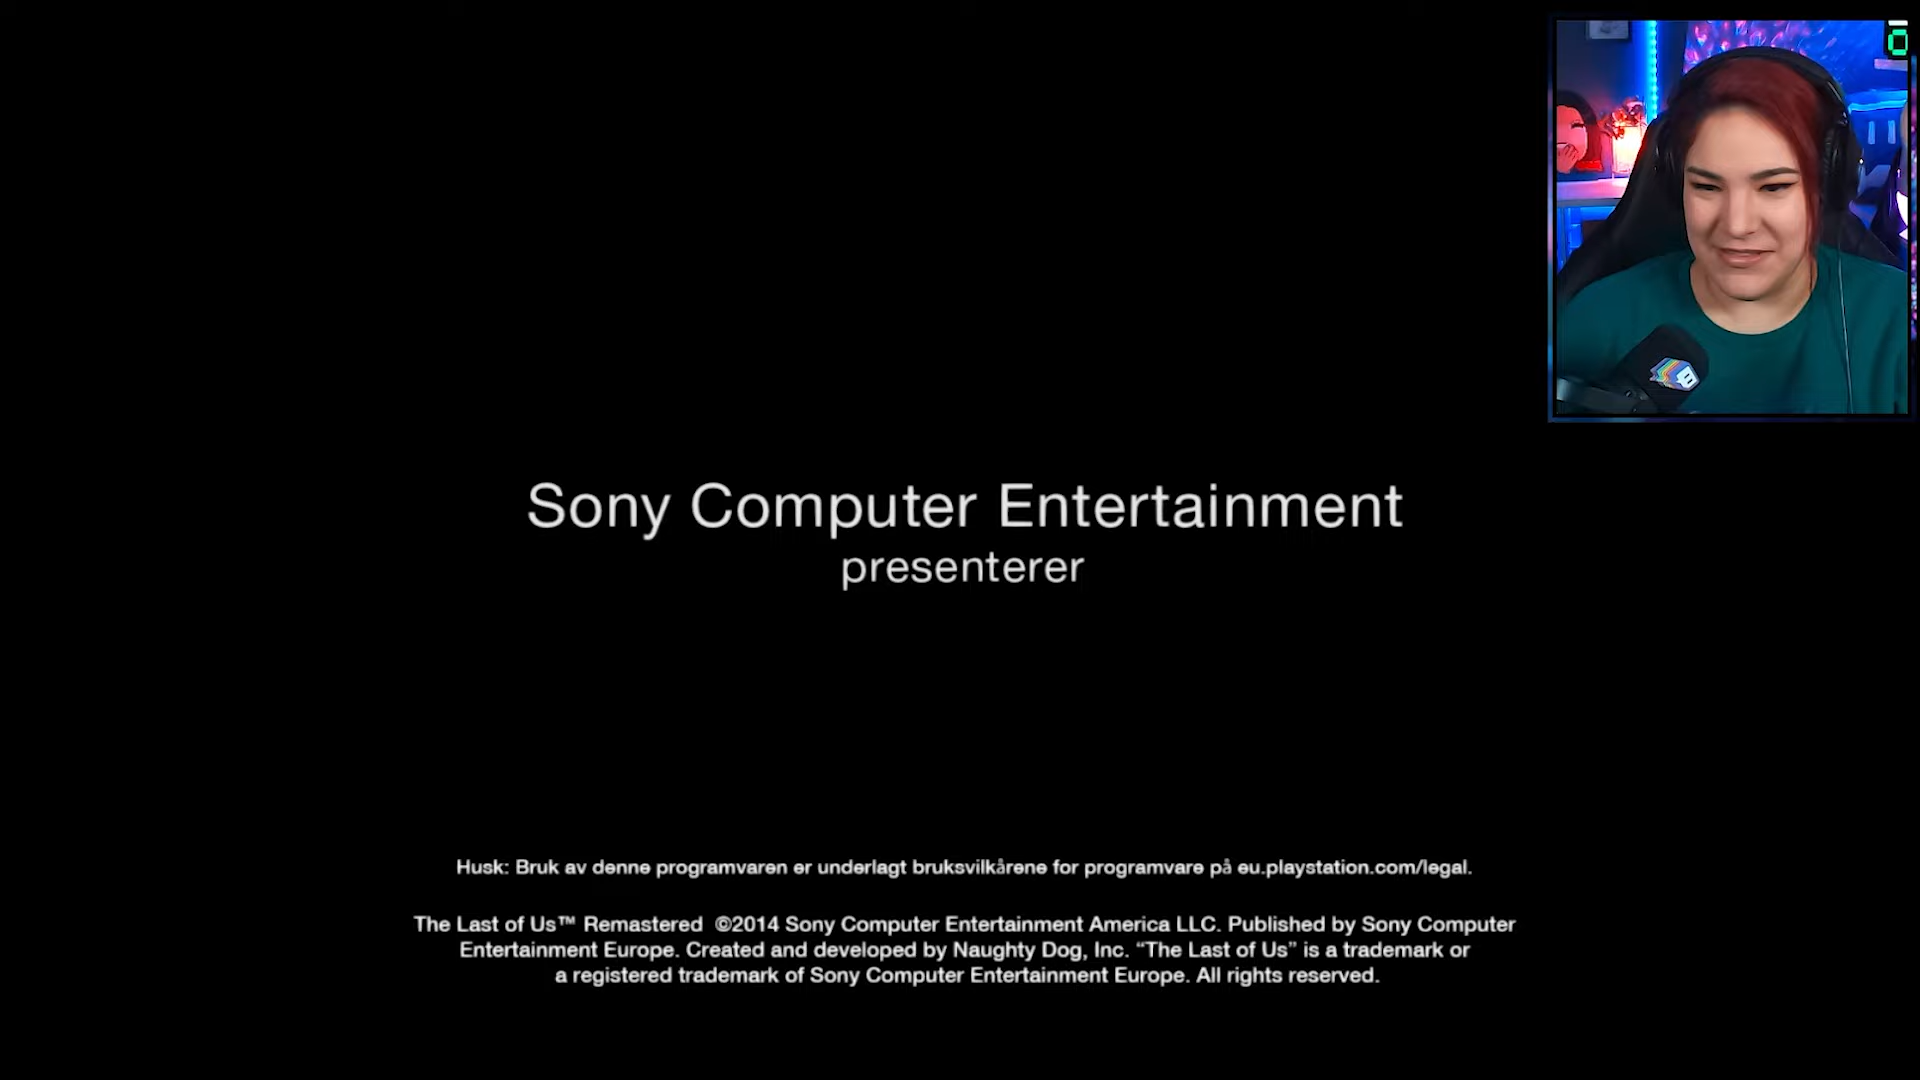 Sony Computer Entertainment
presenterer
Husk: Bruk av denne programvaren er underlagt bruksvilkårene for programvare på eu.playstation.com/legal.
The Last of Us™ Remastered ©2014 Sony Computer Entertainment America LLC. Published by Sony Computer
Entertainment Europe. Created and developed by Naughty Dog, Inc. “The Last of Us” is a trademark or
a registered trademark of Sony Computer Entertainment Europe. All rights reserved.